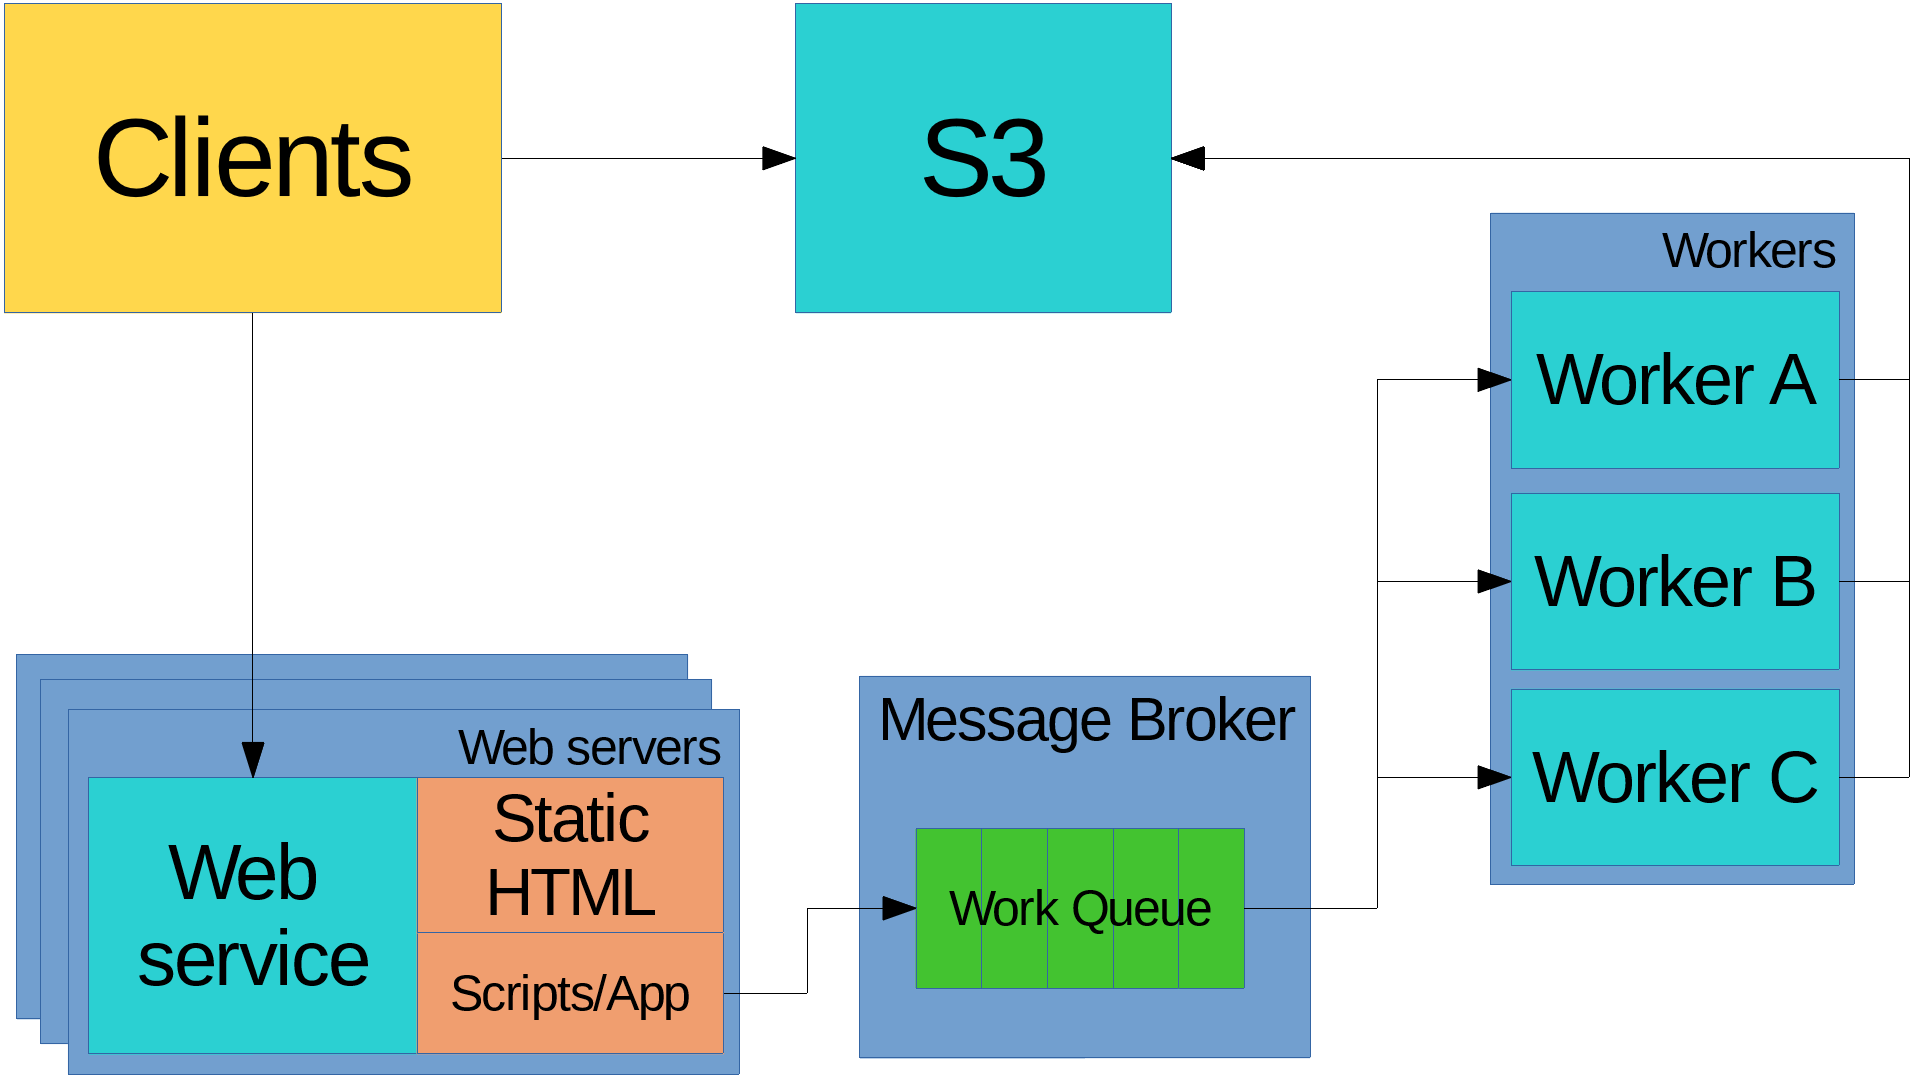 Clients
S3
Workers
Worker A
Worker B
Worker C
Web servers
Web
service
Static
HTML
Scripts/App
Message Broker
Work Queue